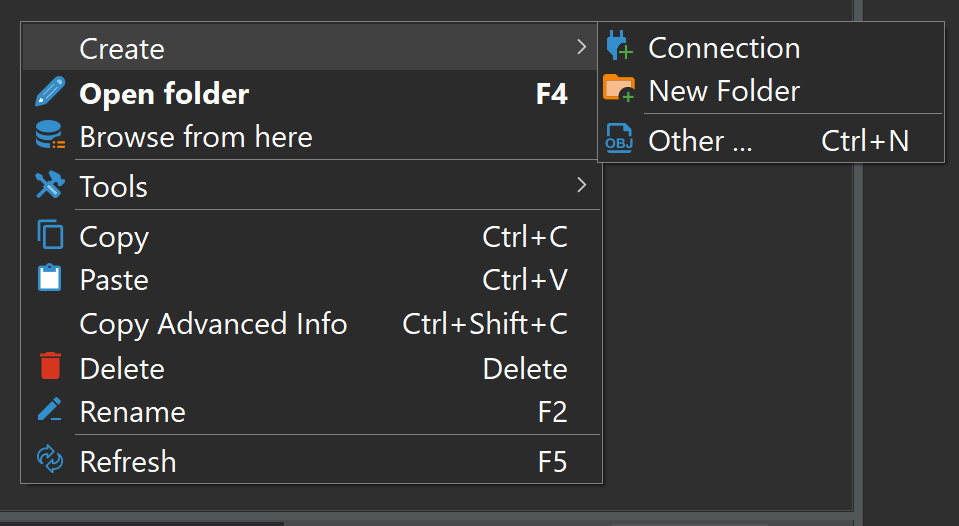 Create
Open folder F4
Browse from here
Tools
Copy Ctrl+C
Paste Ctrl+V
Copy Advanced Info Ctrl+Shift+C
Delete Delete
Rename F2
Refresh F5
Connection
New Folder
OBJ Other ... Ctrl+N